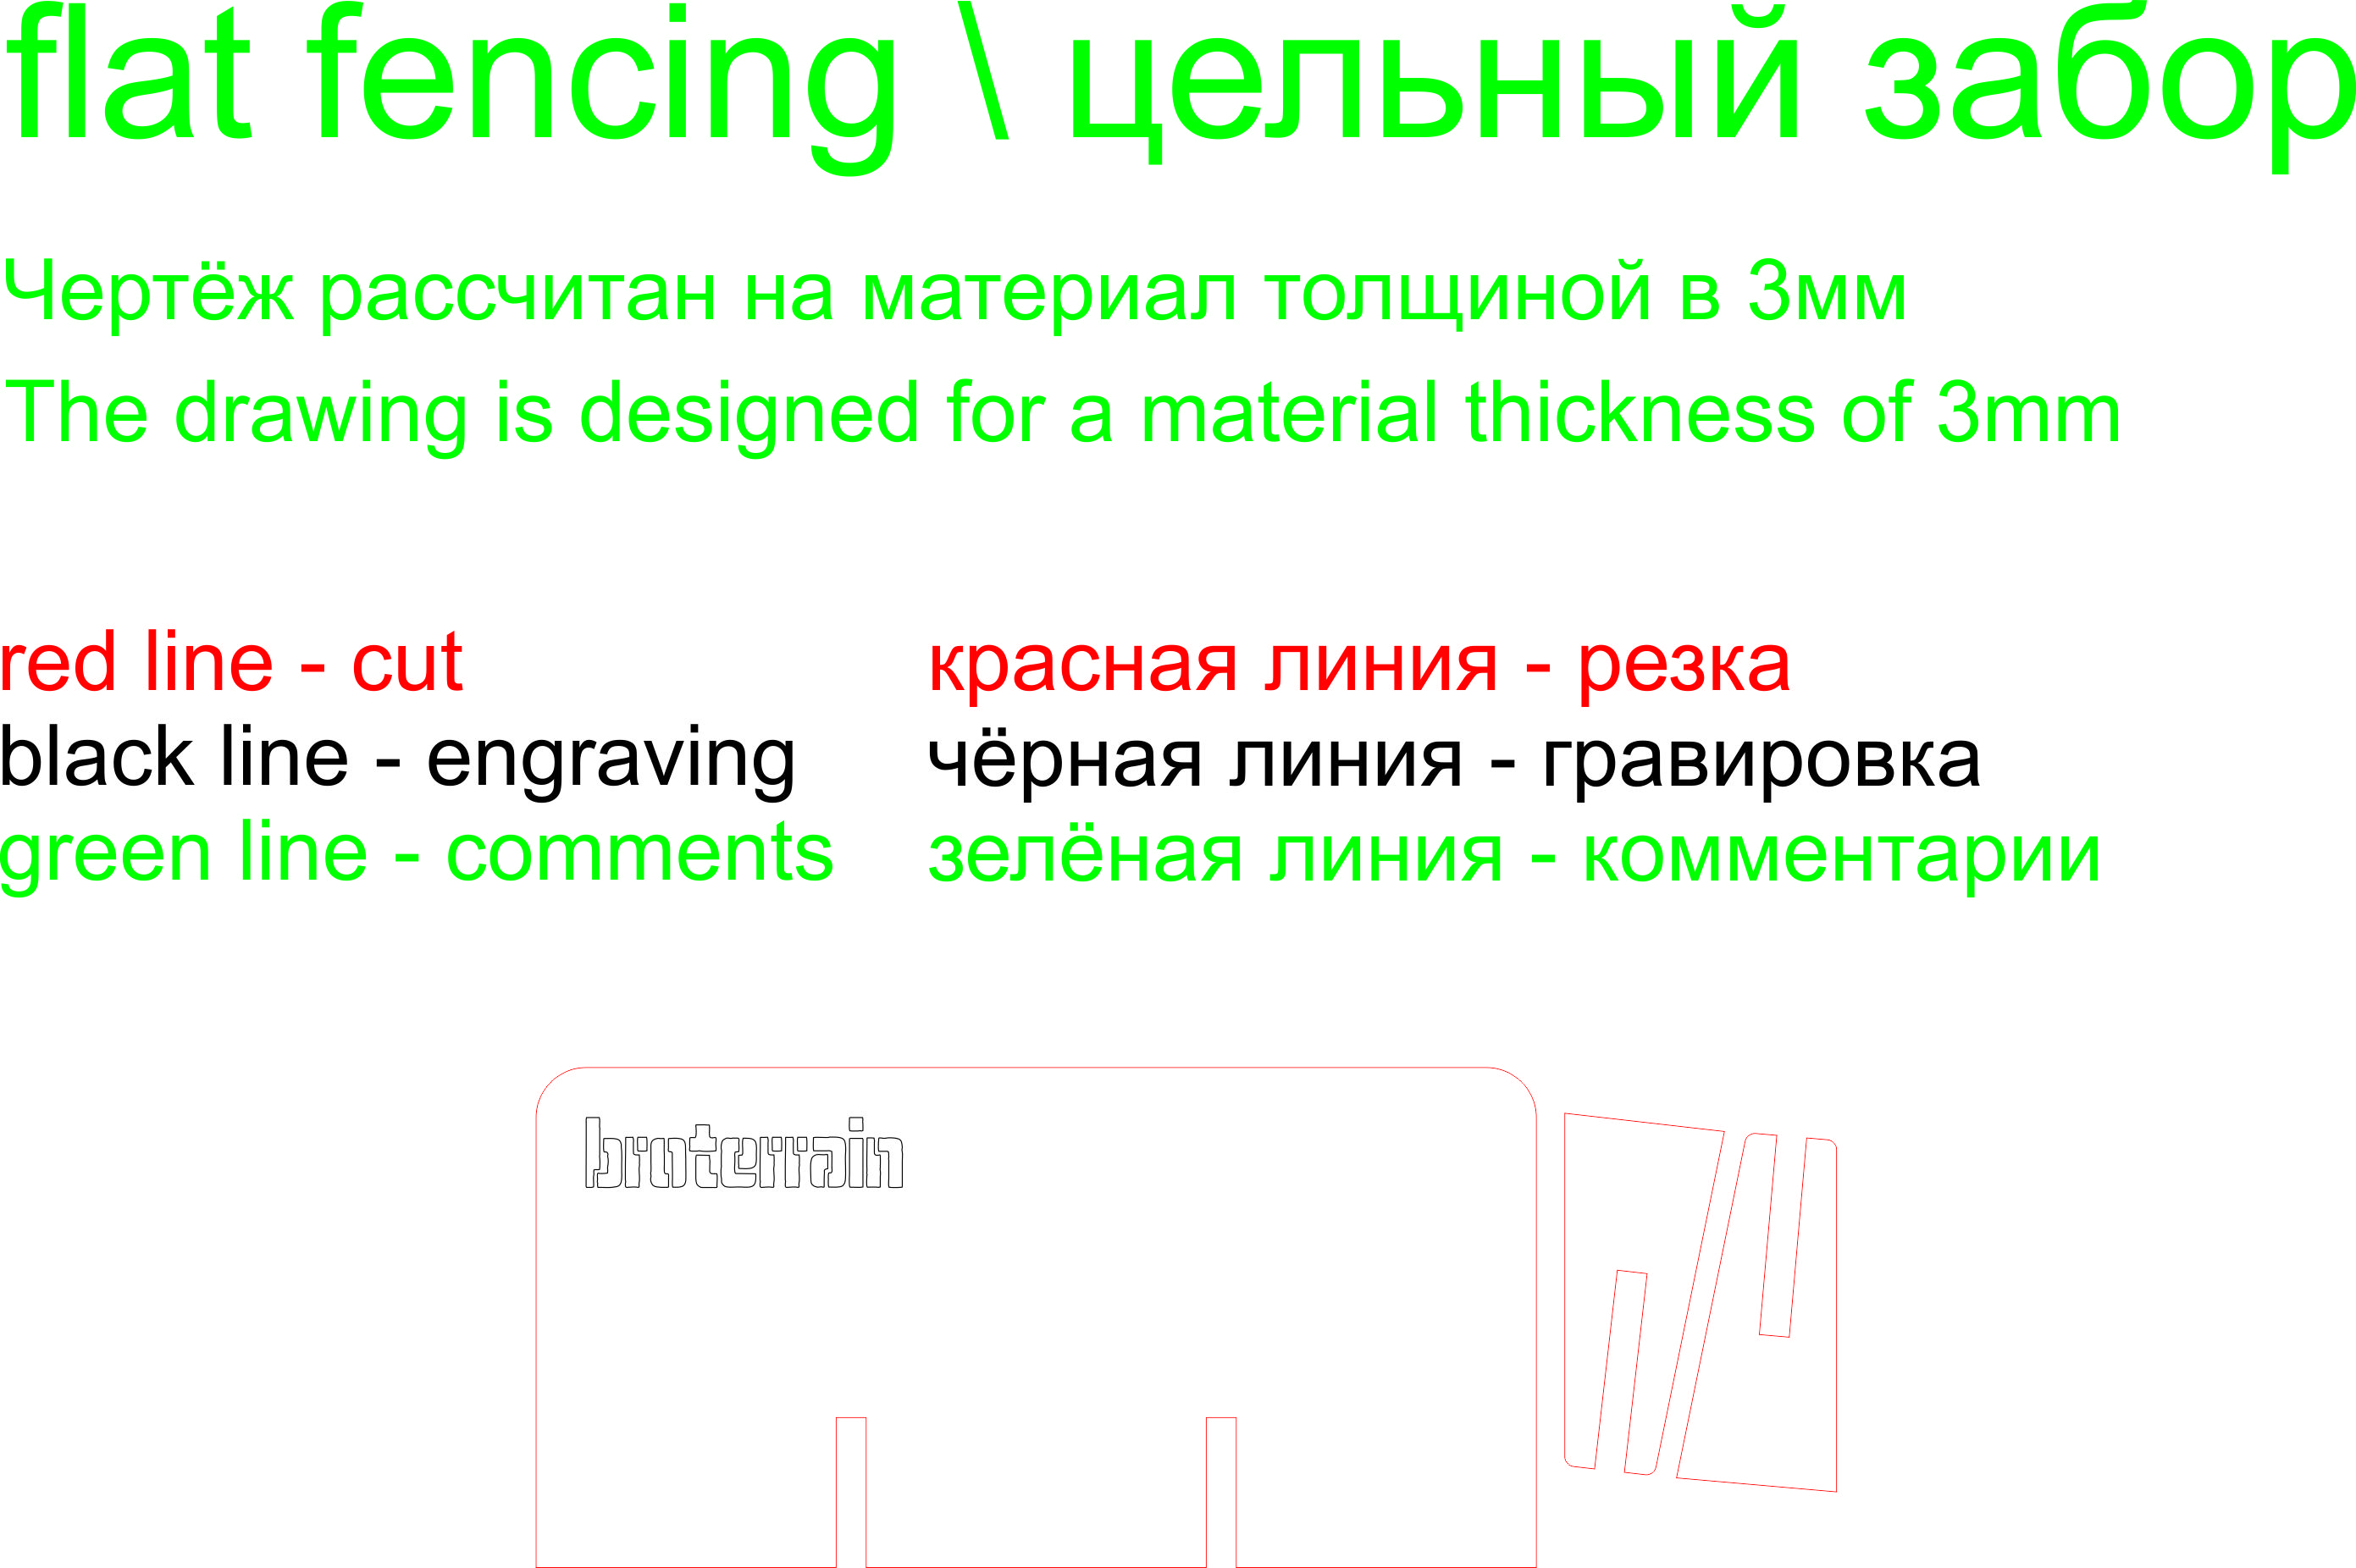 flat fencing \ цельный забор
Чертёж рассчитан на материал толщиной в 3мм
The drawing is designed for a material thickness of 3mm
red line - cut
красная линия - резка
black line - engraving
чёрная линия - гравировка
green line - comments
зелёная линия - комментарии
bruterrain